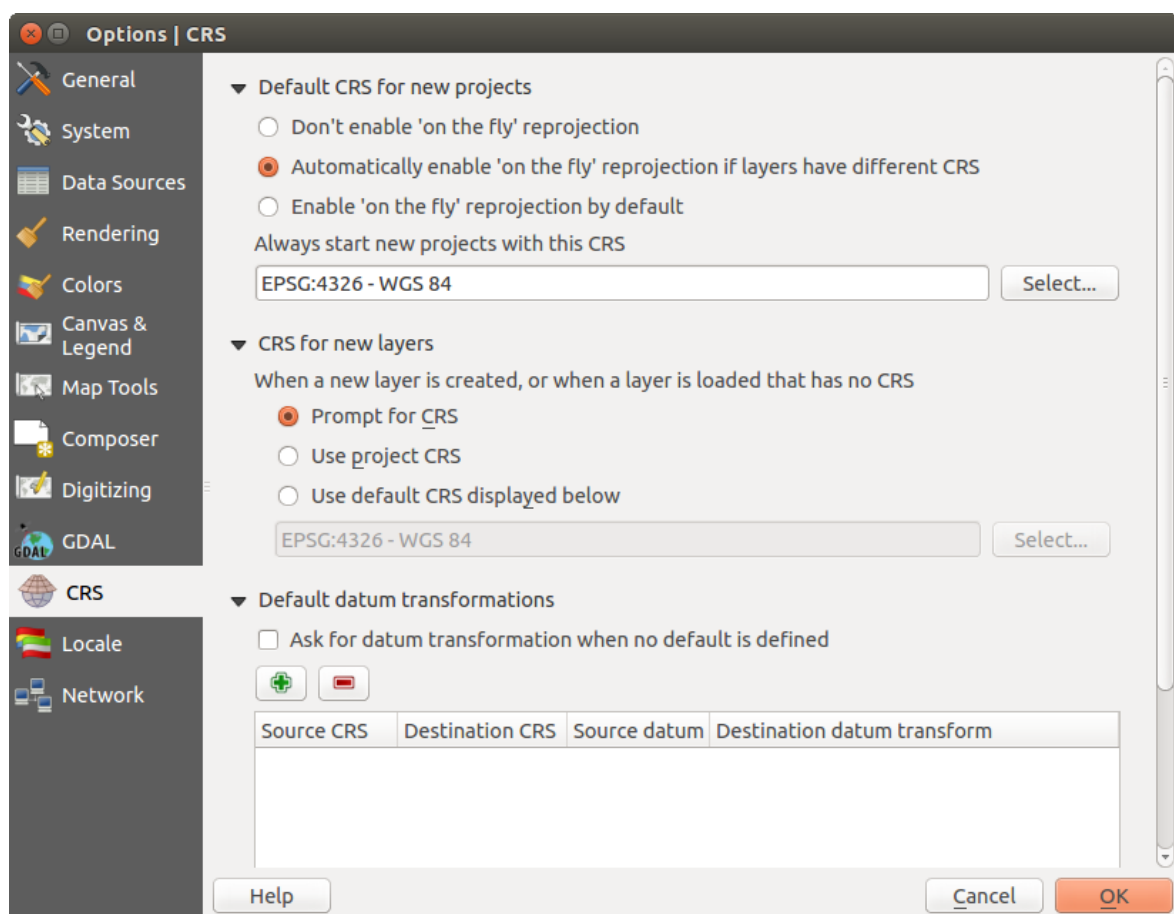 Options | CRS
General
System
Data Sources
Rendering
Colors
Canvas &
Legend
Map Tools
Composer
Digitizing
GDAL
GDAL
CRS
Locale
Network
Default CRS for new projects
Don't enable 'on the fly' reprojection
Automatically enable 'on the fly' reprojection if layers have different CRS
Enable 'on the fly' reprojection by default
Always start new projects with this CRS
EPSG:4326 - WGS 84 Select...
CRS for new layers
When a new layer is created, or when a layer is loaded that has no CRS
Prompt for CRS
Use project CRS
Use default CRS displayed below
EPSG:4326 - WGS 84 Select...
Default datum transformations
Ask for datum transformation when no default is defined
Source CRS Destination CRS Source datum Destination datum transform
Help Cancel OK